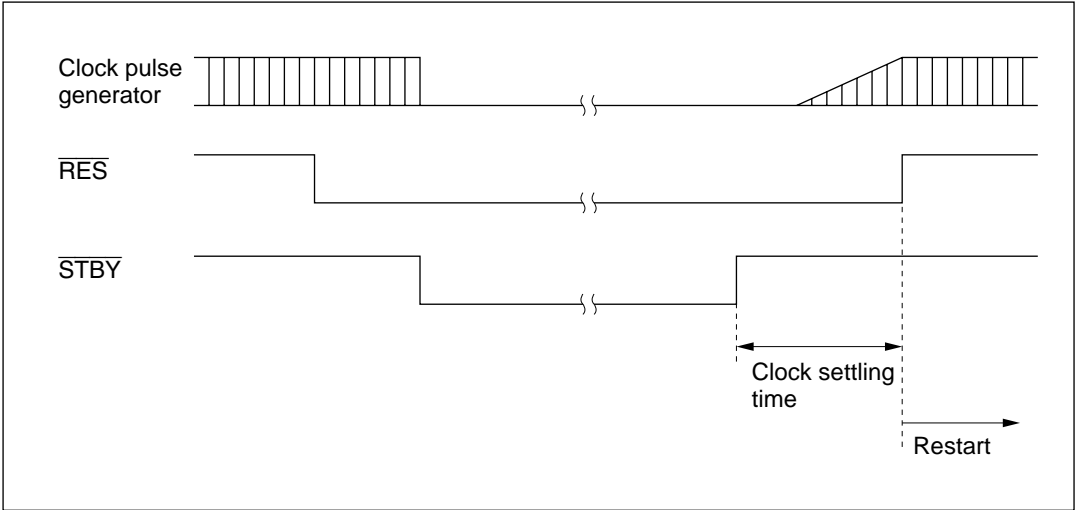 Clock pulse
generator
RES
STBY
Clock settling
time
Restart